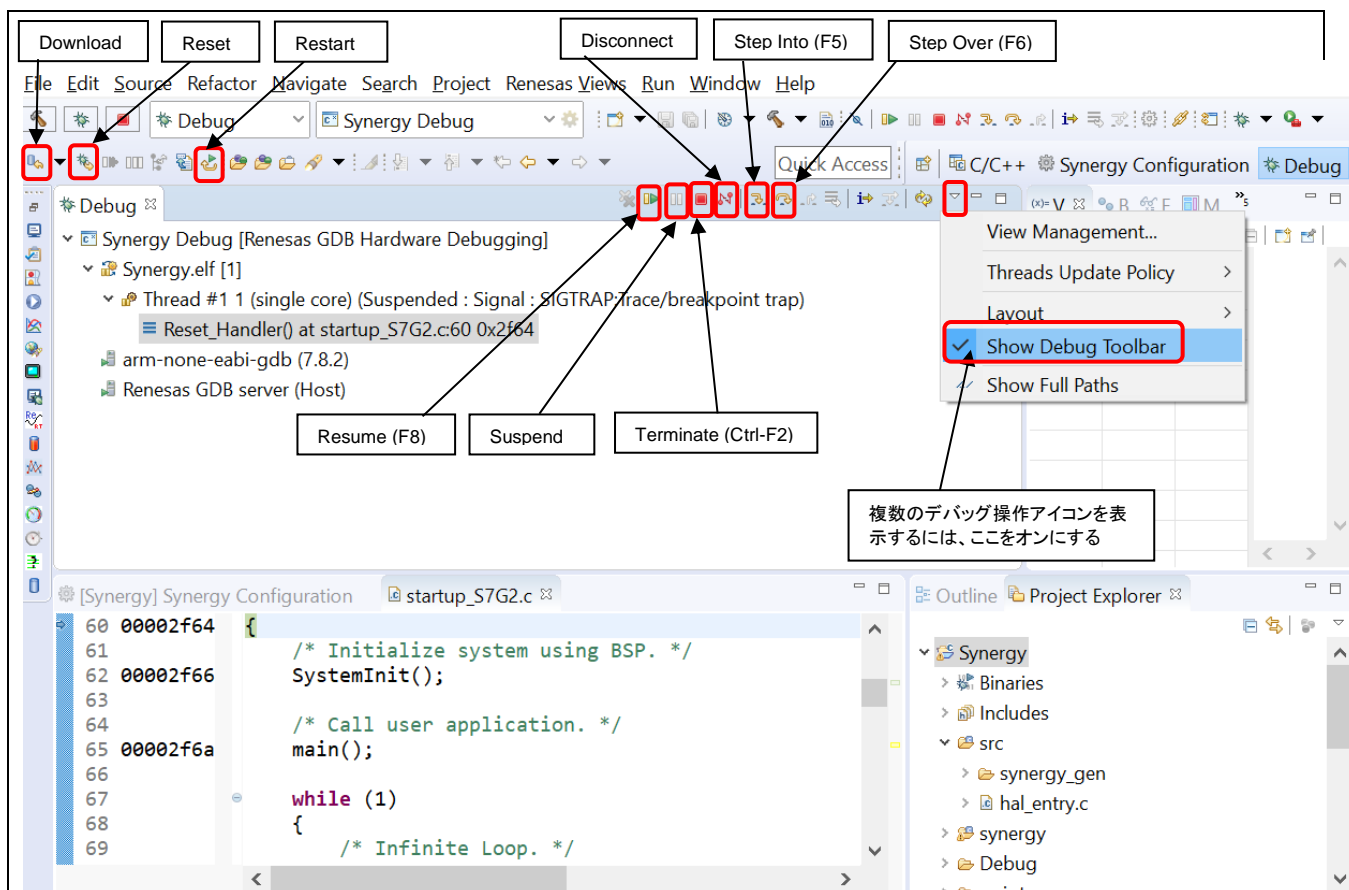 Download
Reset
Restart
Disconnect
Step Into (F5)
Step Over (F6)
File Edit Source Refactor Navigate Search Project Renesas Views Run Window Help
Debug
Synergy Debug
Quick Access
C/C++
Synergy Configuration
Debug
Debug
Synergy Debug [Renesas GDB Hardware Debugging]
Synergy.elf [1]
Thread #1 1 (single core) (Suspended : Signal : SIGTRAP:Trace/breakpoint trap)
Reset_Handler() at startup_S7G2.c:60 0x2f64
arm-none-eabi-gdb (7.8.2)
Renesas GDB server (Host)
Resume (F8)
Suspend
Terminate (Ctrl-F2)
(x)= V
M
»5
View Management...
Threads Update Policy
Layout
Show Debug Toolbar
Show Full Paths
複数のデバッグ操作アイコンを表
示するには、ここをオンにする
[Synergy] Synergy Configuration
startup_S7G2.c
60 00002f64 {
61 /* Initialize system using BSP. */
62 00002f66 SystemInit();
63
64 /* Call user application. */
65 00002f6a main();
66
67 while (1)
68 {
69 /* Infinite Loop. */
Outline
Project Explorer
Synergy
Binaries
Includes
src
synergy_gen
hal_entry.c
synergy
Debug